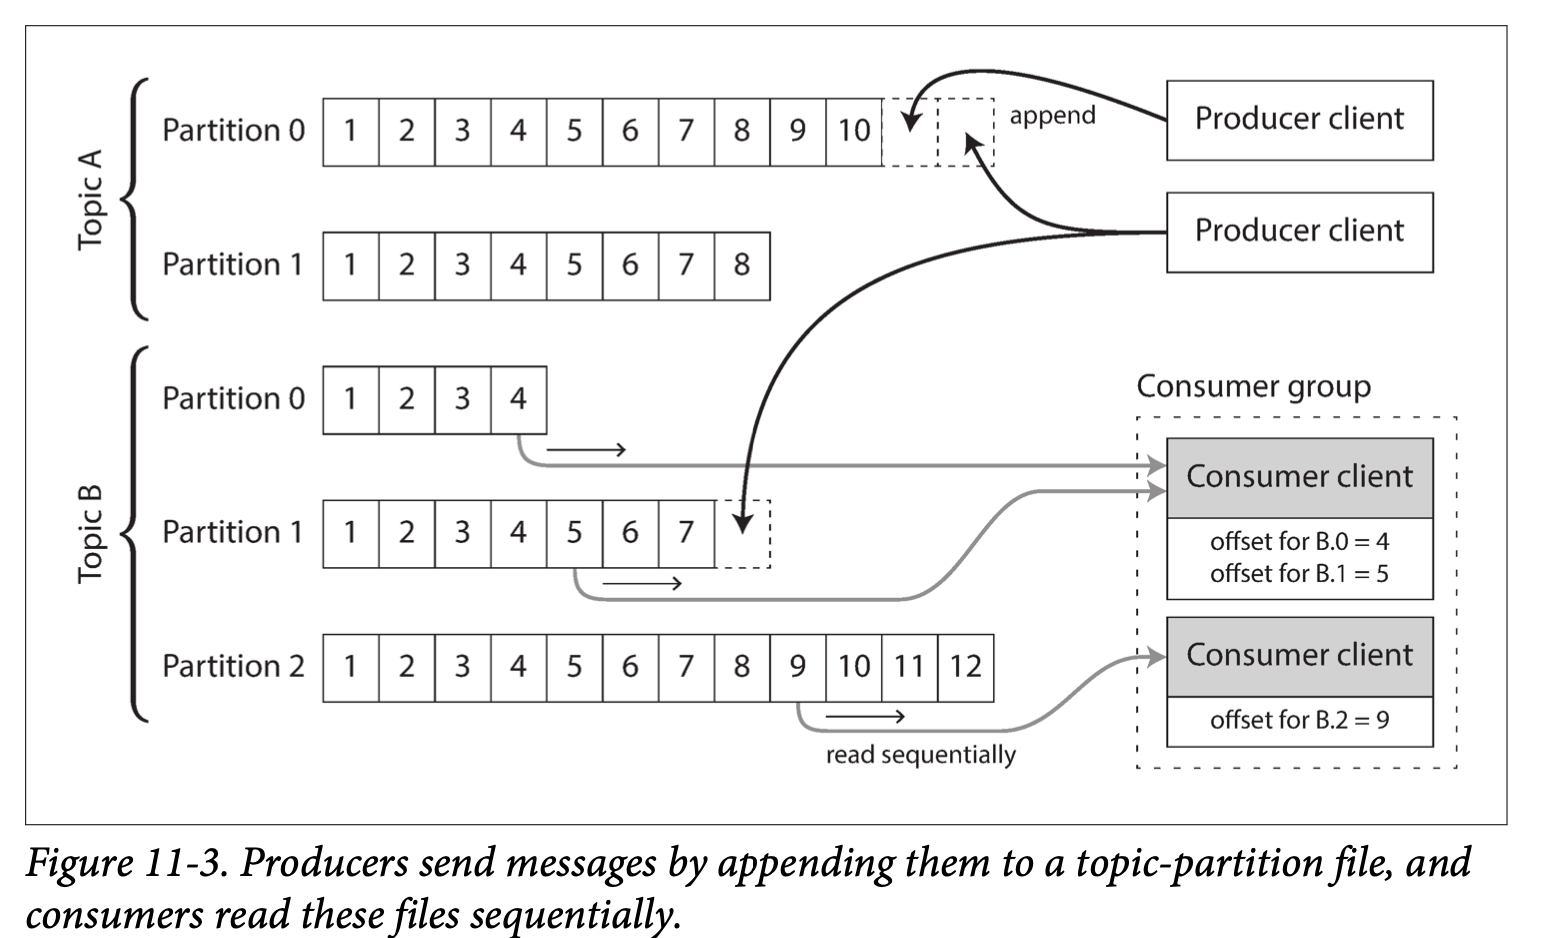 Topic A
Partition 0 1 2 3 4 5 6 7 8 9 10
append
Producer client
Producer client
Partition 1 1 2 3 4 5 6 7 8
Topic B
Partition 0 1 2 3 4
Partition 1 1 2 3 4 5 6 7
Partition 2 1 2 3 4 5 6 7 8 9 10 11 12
read sequentially
Consumer group
Consumer client
offset for B.0 = 4
offset for B.1 = 5
Consumer client
offset for B.2 = 9
Figure 11-3. Producers send messages by appending them to a topic-partition file, and
consumers read these files sequentially.